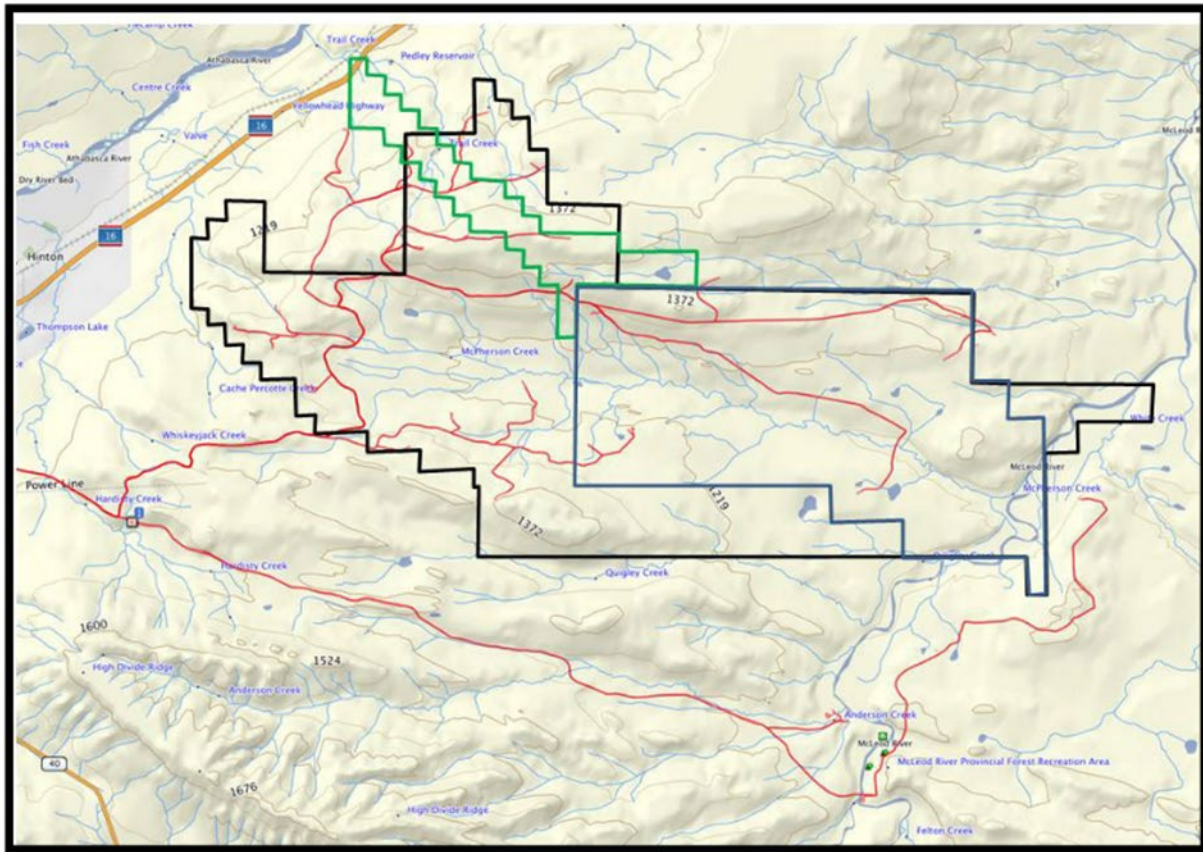 Trail Creek
Athabasca River
Pedley Reservoir
Centre Creek
Yellowhead Highway
16
Valve
McLeod R
Fish Creek
Trail Creek
Athabasca River
Dry River Bed
1372
1219
16
Hinton
1372
Thompson Lake
McPherson Creek
Cache Percotte Creek
White Creek
Whiskeyjack Creek
McLeod River
Power Line
McPherson Creek
Hardisty Creek
1219
1372
Quigley Creek
Hardisty Creek
Quigley Creek
1600
1524
High Divide Ridge
Anderson Creek
Anderson Creek
McLeod River
40
McLeod River Provincial Forest Recreation Area
1676
High Divide Ridge
Felton Creek